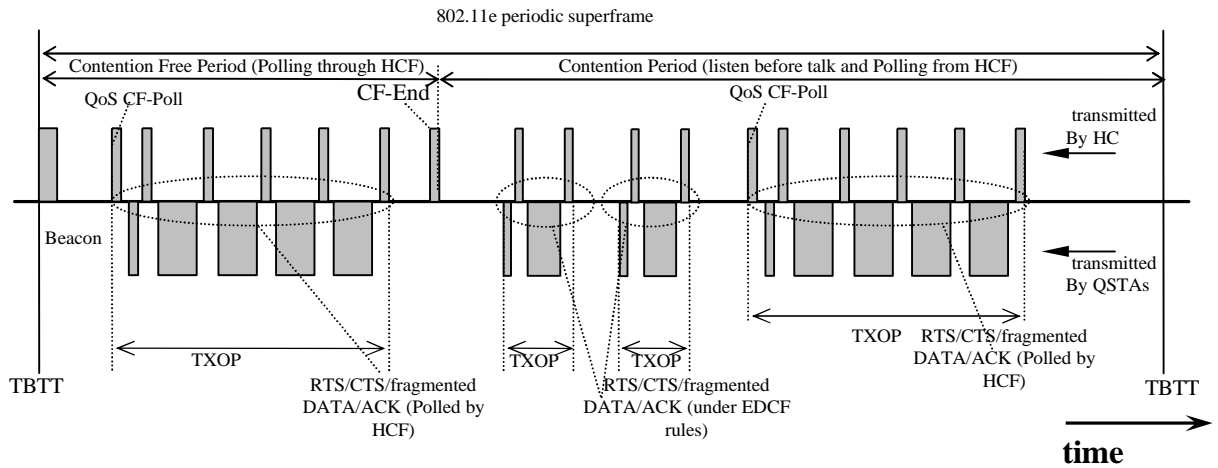 802.11e periodic superframe
Contention Free Period (Polling through HCF)
Contention Period (listen before talk and Polling from HCF)
QoS CF-Poll
CF-End
QoS CF-Poll
transmitted
By HC
Beacon
transmitted
By QSTAs
TXOP
TXOP
TXOP
TXOP
RTS/CTS/fragmented
DATA/ACK (Polled by
HCF)
RTS/CTS/fragmented
DATA/ACK (under EDCF
rules)
RTS/CTS/fragmented
DATA/ACK (Polled by
HCF)
TBTT
TBTT
time